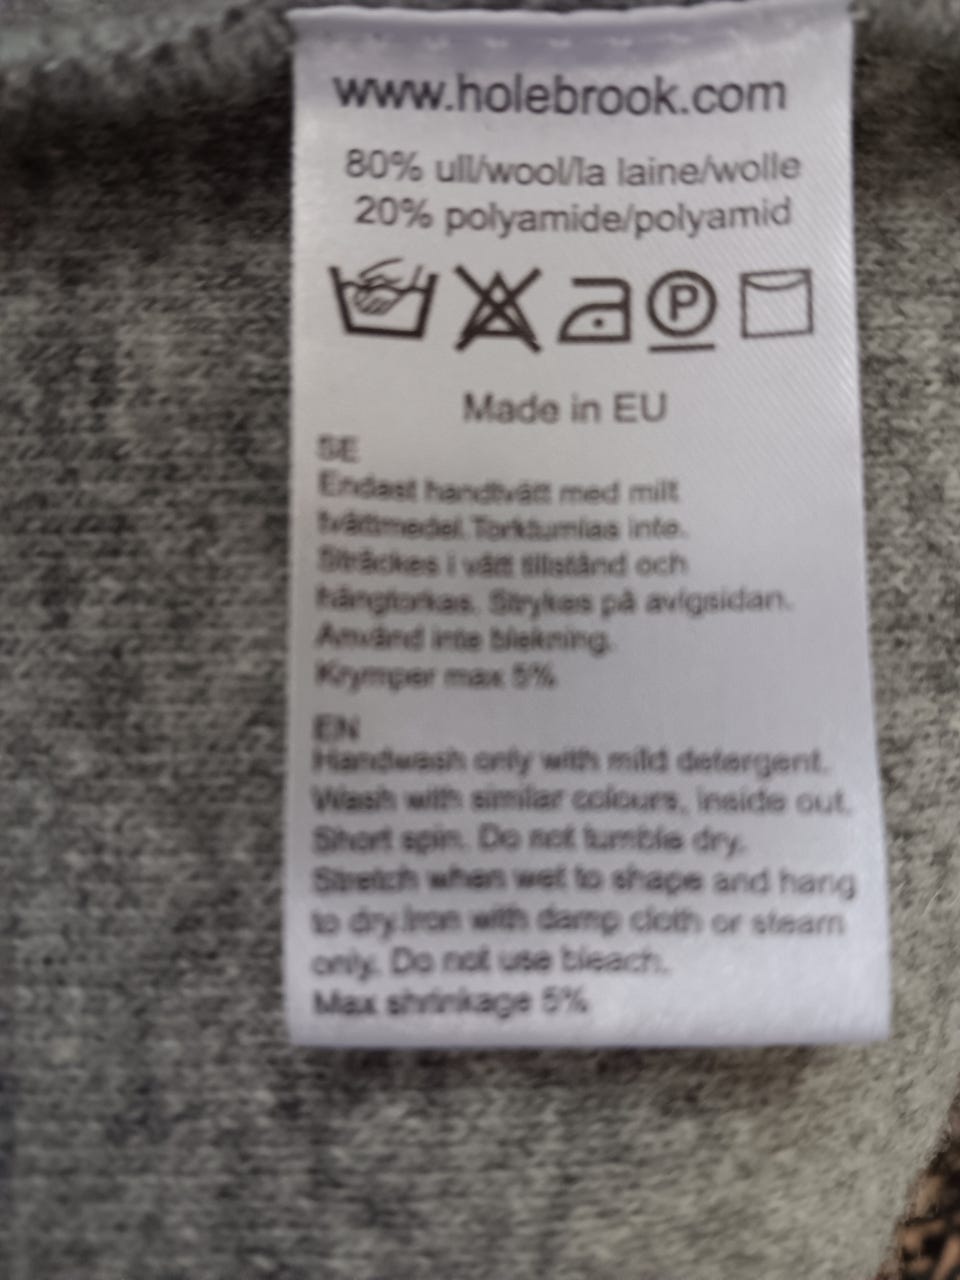 www.holebrook.com
80% ull/wool/la laine/wolle
20% polyamide/polyamid
P
Made in EU
SE
Endast handtvätt med milt
tvättmedel.Torktumlas inte.
Sträckes i vått tillstånd och
hängtorkas. Strykes på avigsidan.
Använd inte blekning.
Krymper max 5%
EN
Handwash only with mild detergent.
Wash with similar colours, inside out.
Short spin. Do not tumble dry.
Stretch when wet to shape and hang
to dry.Iron with damp cloth or steam
only. Do not use bleach.
Max shrinkage 5%